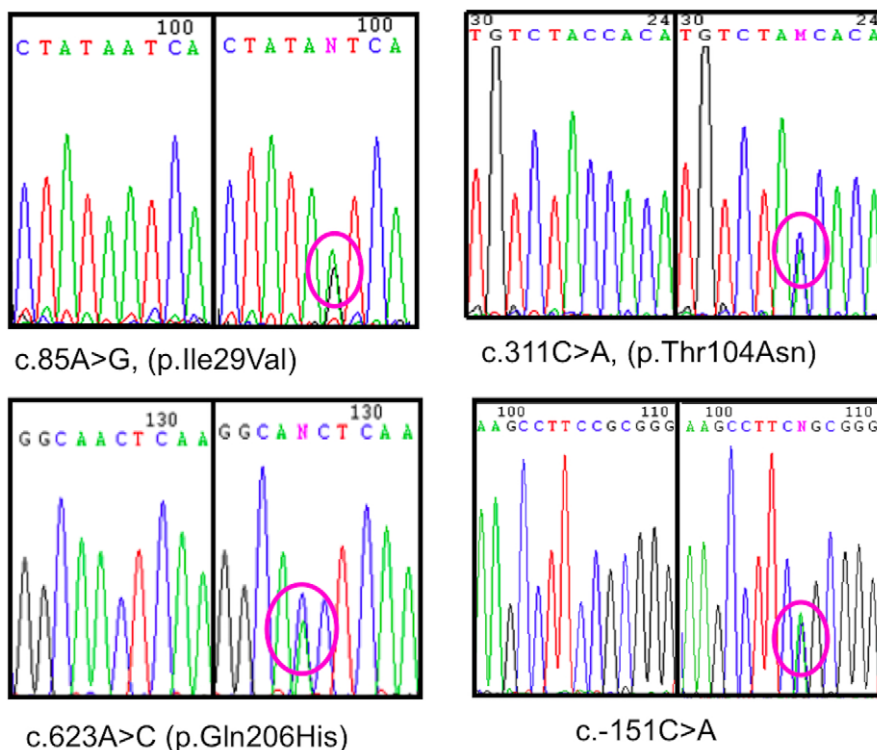 100 100
C T A T A A T C A C T A T A N T C A
c.85A>G, (p.Ile29Val)
30 24 30 24
T G T C T A C C A C A T G T C T A M C A C A
c.311C>A, (p.Thr104Asn)
130 130
G G C A A C T C A A G G C A N C T C A A
c.623A>C (p.Gln206His)
100 110 100 110
A A G C C T T C C G C G G G A A G C C T T C N G C G G G
c.-151C>A